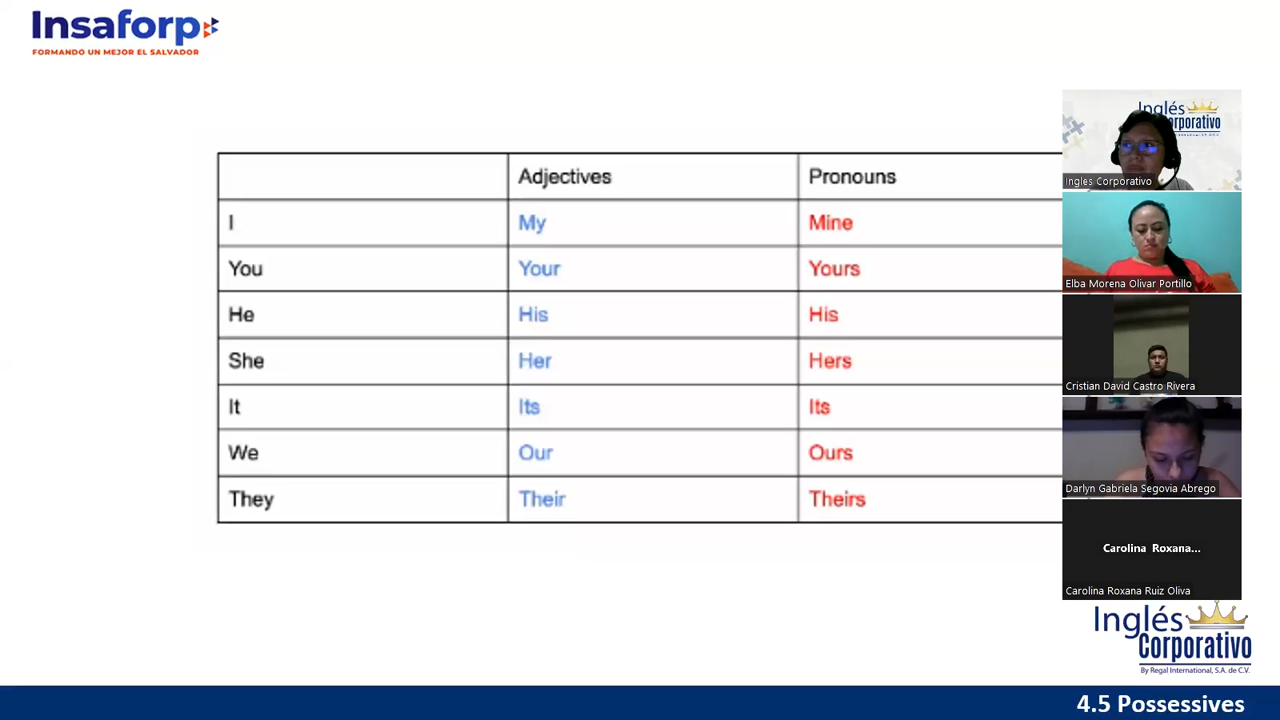 Insaforp
FORMANDO UN MEJOR EL SALVADOR
Adjectives Pronouns
I My Mine
You Your Yours
He His His
She Her Hers
It Its Its
We Our Ours
They Their Theirs
Inglés
Corporativo
Ingles Corporativo
Elba Morena Olivar Portillo
Cristian David Castro Rivera
Darlyn Gabriela Segovia Abrego
Carolina Roxana...
Carolina Roxana Ruiz Oliva
Inglés
Corporativo
By Regal International, S.A. de C.V.
4.5 Possessives